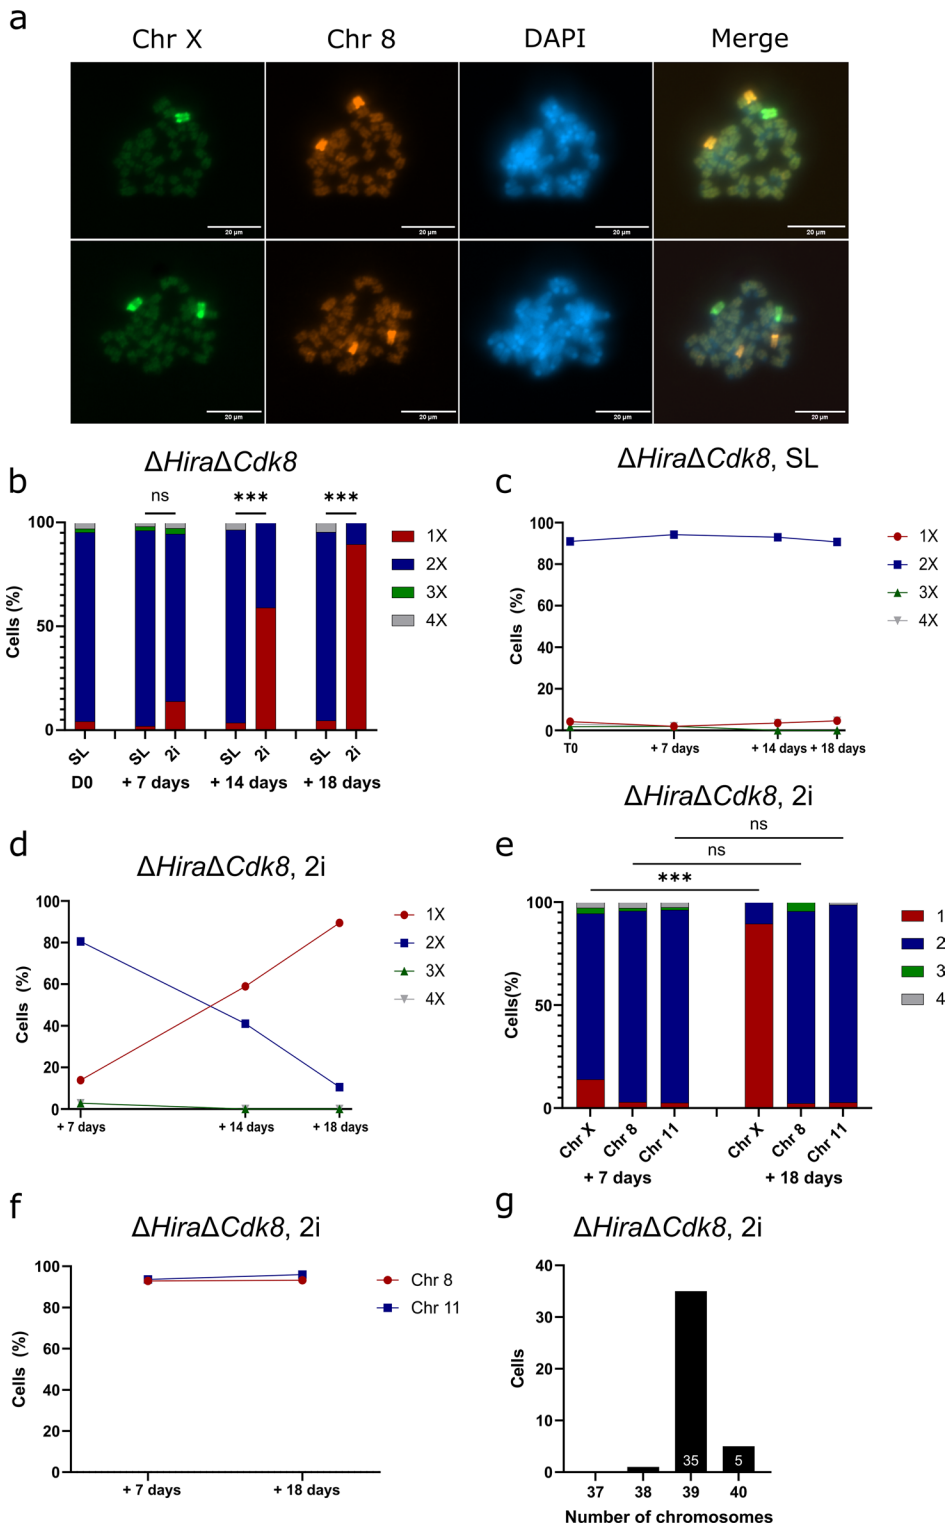 a
Chr X
Chr 8
DAPI
Merge
20 µm
20 µm
20 µm
20 µm
20 µm
20 µm
20 µm
20 µm
b
ΔHiraΔCdk8
ns
***
***
100
50
0
Cells (%)
SL
SL
2i
SL
2i
SL
2i
D0
+ 7 days
+ 14 days
+ 18 days
1X
2X
3X
4X
c
ΔHiraΔCdk8, SL
100
80
60
40
20
0
Cells (%)
T0
+ 7 days
+ 14 days
+ 18 days
1X
2X
3X
4X
d
ΔHiraΔCdk8, 2i
100
80
60
40
20
0
Cells (%)
+ 7 days
+ 14 days
+ 18 days
1X
2X
3X
4X
e
ΔHiraΔCdk8, 2i
ns
ns
***
100
50
0
Cells(%)
Chr X
Chr 8
Chr 11
Chr X
Chr 8
Chr 11
+ 7 days
+ 18 days
1
2
3
4
f
ΔHiraΔCdk8, 2i
100
80
60
40
20
0
Cells (%)
+ 7 days
+ 18 days
Chr 8
Chr 11
g
ΔHiraΔCdk8, 2i
40
30
20
10
0
Cells
35
5
37
38
39
40
Number of chromosomes